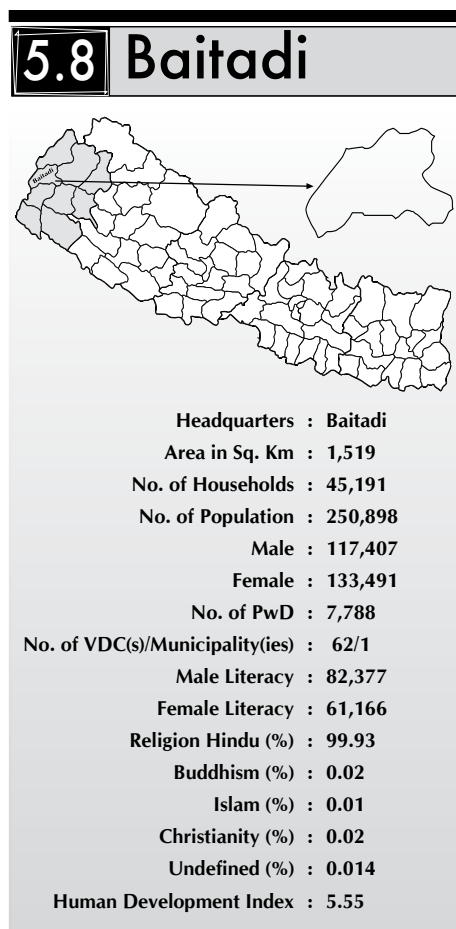 5.8 Baitadi
Baitadi
Headquarters : Baitadi
Area in Sq. Km : 1,519
No. of Households : 45,191
No. of Population : 250,898
Male : 117,407
Female : 133,491
No. of PwD : 7,788
No. of VDC(s)/Municipality(ies) : 62/1
Male Literacy : 82,377
Female Literacy : 61,166
Religion Hindu (%) : 99.93
Buddhism (%) : 0.02
Islam (%) : 0.01
Christianity (%) : 0.02
Undefined (%) : 0.014
Human Development Index : 5.55